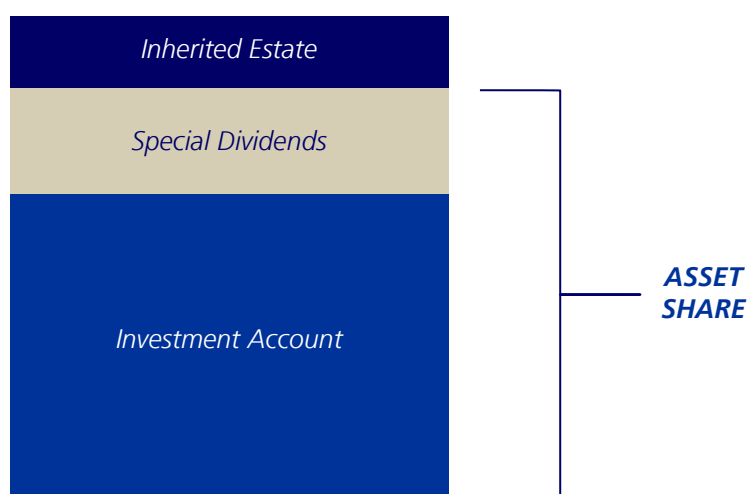 Inherited Estate
Special Dividends
Investment Account
ASSET
SHARE